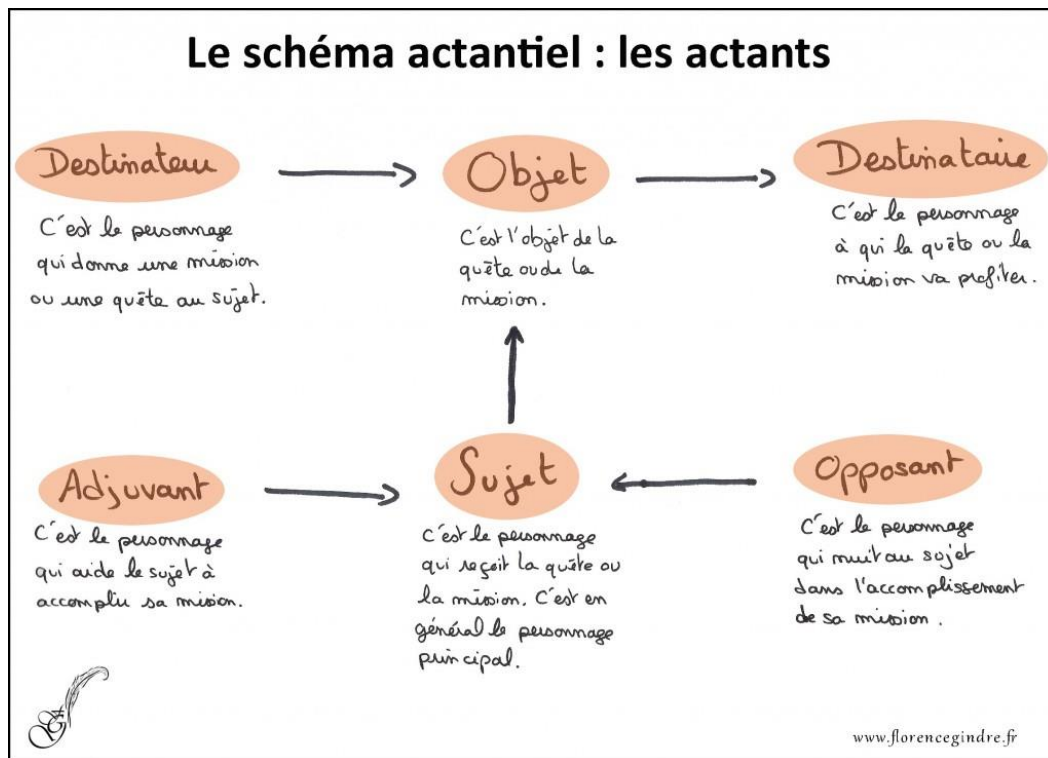 Le schéma actantiel : les actants
Destinateur
C'est le personnage
qui donne une mission
ou une quête au sujet.
Objet
C'est l'objet de la
quête ou de la
mission.
Destinataire
C'est le personnage
à qui la quête ou la
mission va profiter.
Adjuvant
C'est le personnage
qui aide le sujet à
accomplir sa mission.
Sujet
C'est le personnage
qui reçoit la quête ou
la mission. C'est en
général le personnage
principal.
Opposant
C'est le personnage
qui nuit au sujet
dans l'accomplissement
de sa mission.
www.florencegindre.fr